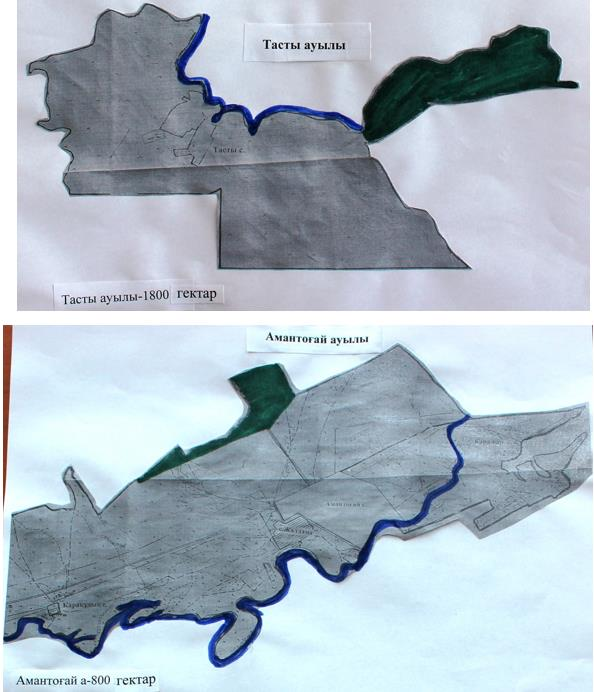 Тасты ауылы
Тасты с.
Тасты ауылы-1800 гектар
Амантоғай ауылы
Амантоғай а-800 гектар